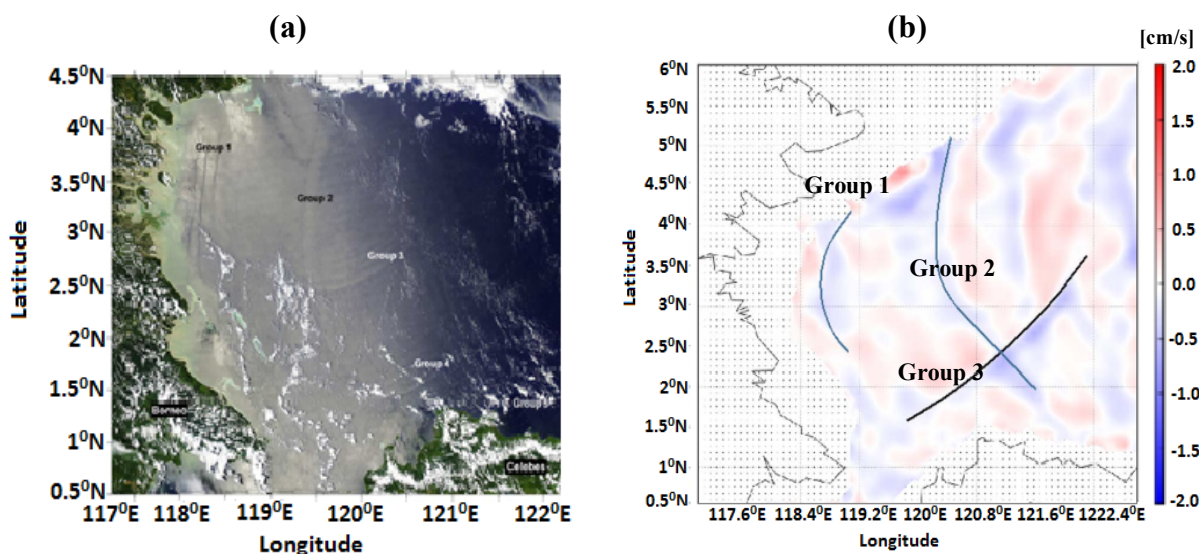 (a)
(b)
[cm/s]
Latitude
4.5⁰N
4⁰N
3.5⁰N
3⁰N
2.5⁰N
2⁰N
1.5⁰N
1⁰N
0.5⁰N
Group 2
Group 3
Group 4
Borneo
Celebes
117⁰E 118⁰E 119⁰E 120⁰E 121⁰E 122⁰E
Longitude
Latitude
6⁰N
5.5⁰N
5⁰N
4.5⁰N
4⁰N
3.5⁰N
3⁰N
2.5⁰N
2⁰N
1.5⁰N
1⁰N
0.5⁰N
Group 1
Group 2
Group 3
117.6⁰E 118.4⁰E 119.2⁰E 120⁰E 120.8⁰E 121.6⁰E 122.4⁰E
Longitude
2.0
1.5
1.0
0.5
0.0
-0.5
-1.0
-1.5
-2.0